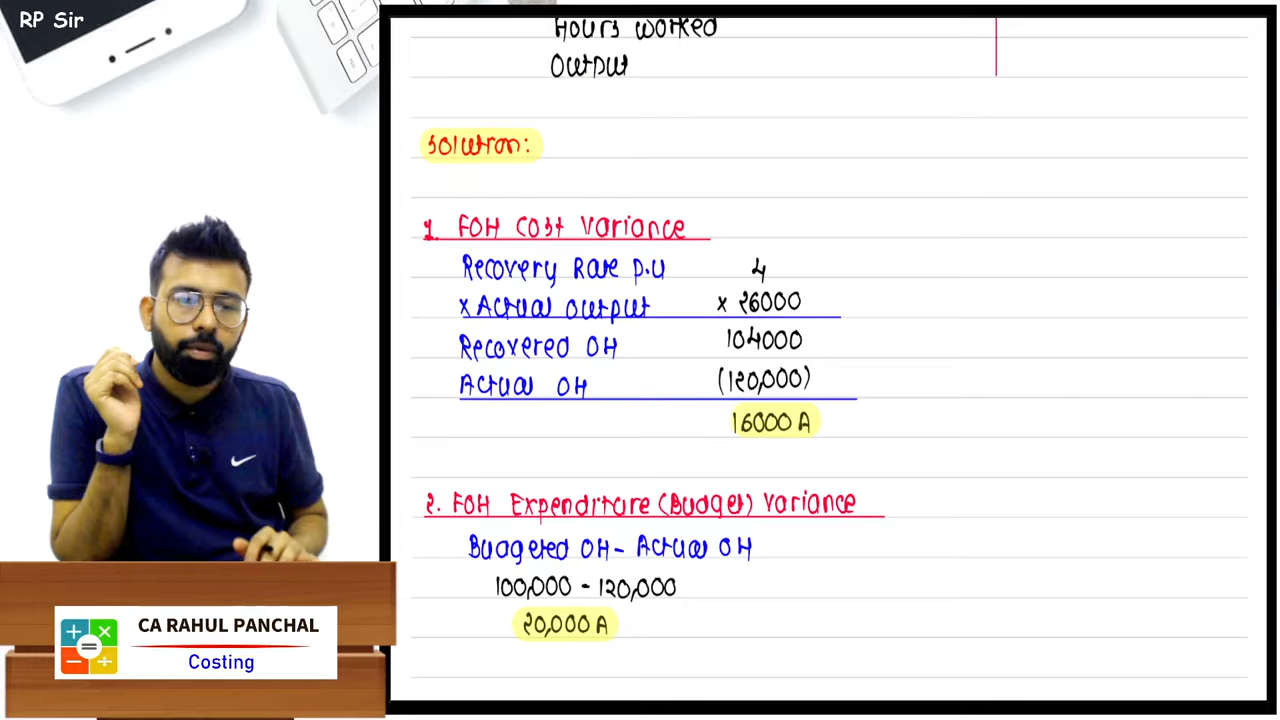 RP Sir
Hours worked
Output
Solution:
1. FOH Cost Variance
Recovery Rate P.U 4
x Actual Output x 26000
Recovered OH 104000
Actual OH (120,000)
16000 A
2. FOH Expenditure (Budget) Variance
Budgeted OH - Actual OH
100,000 - 120,000
20,000 A
CA RAHUL PANCHAL
Costing